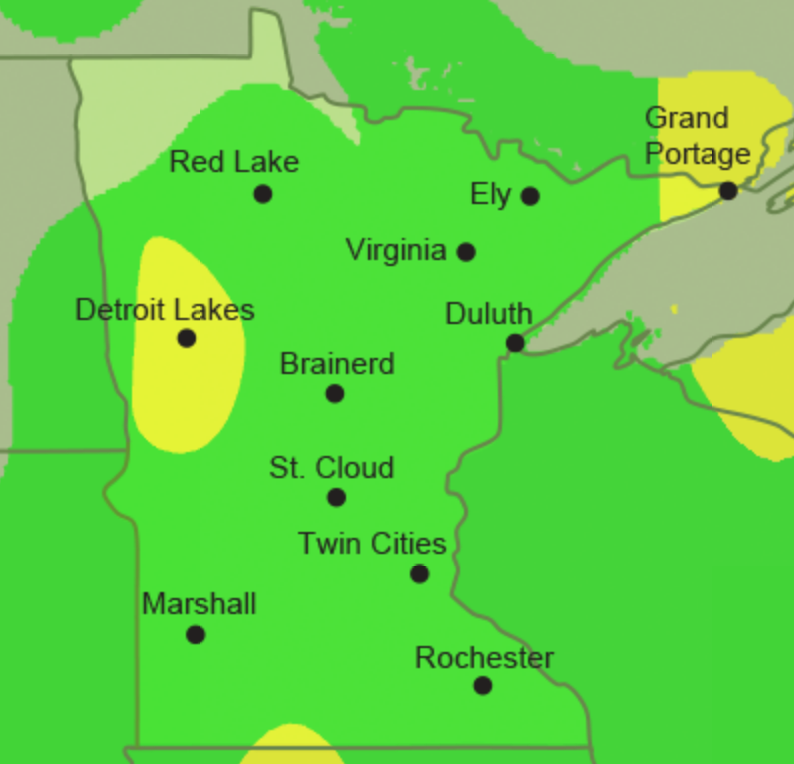 Grand
Portage
Red Lake
Ely
Virginia
Detroit Lakes
Duluth
Brainerd
St. Cloud
Twin Cities
Marshall
Rochester